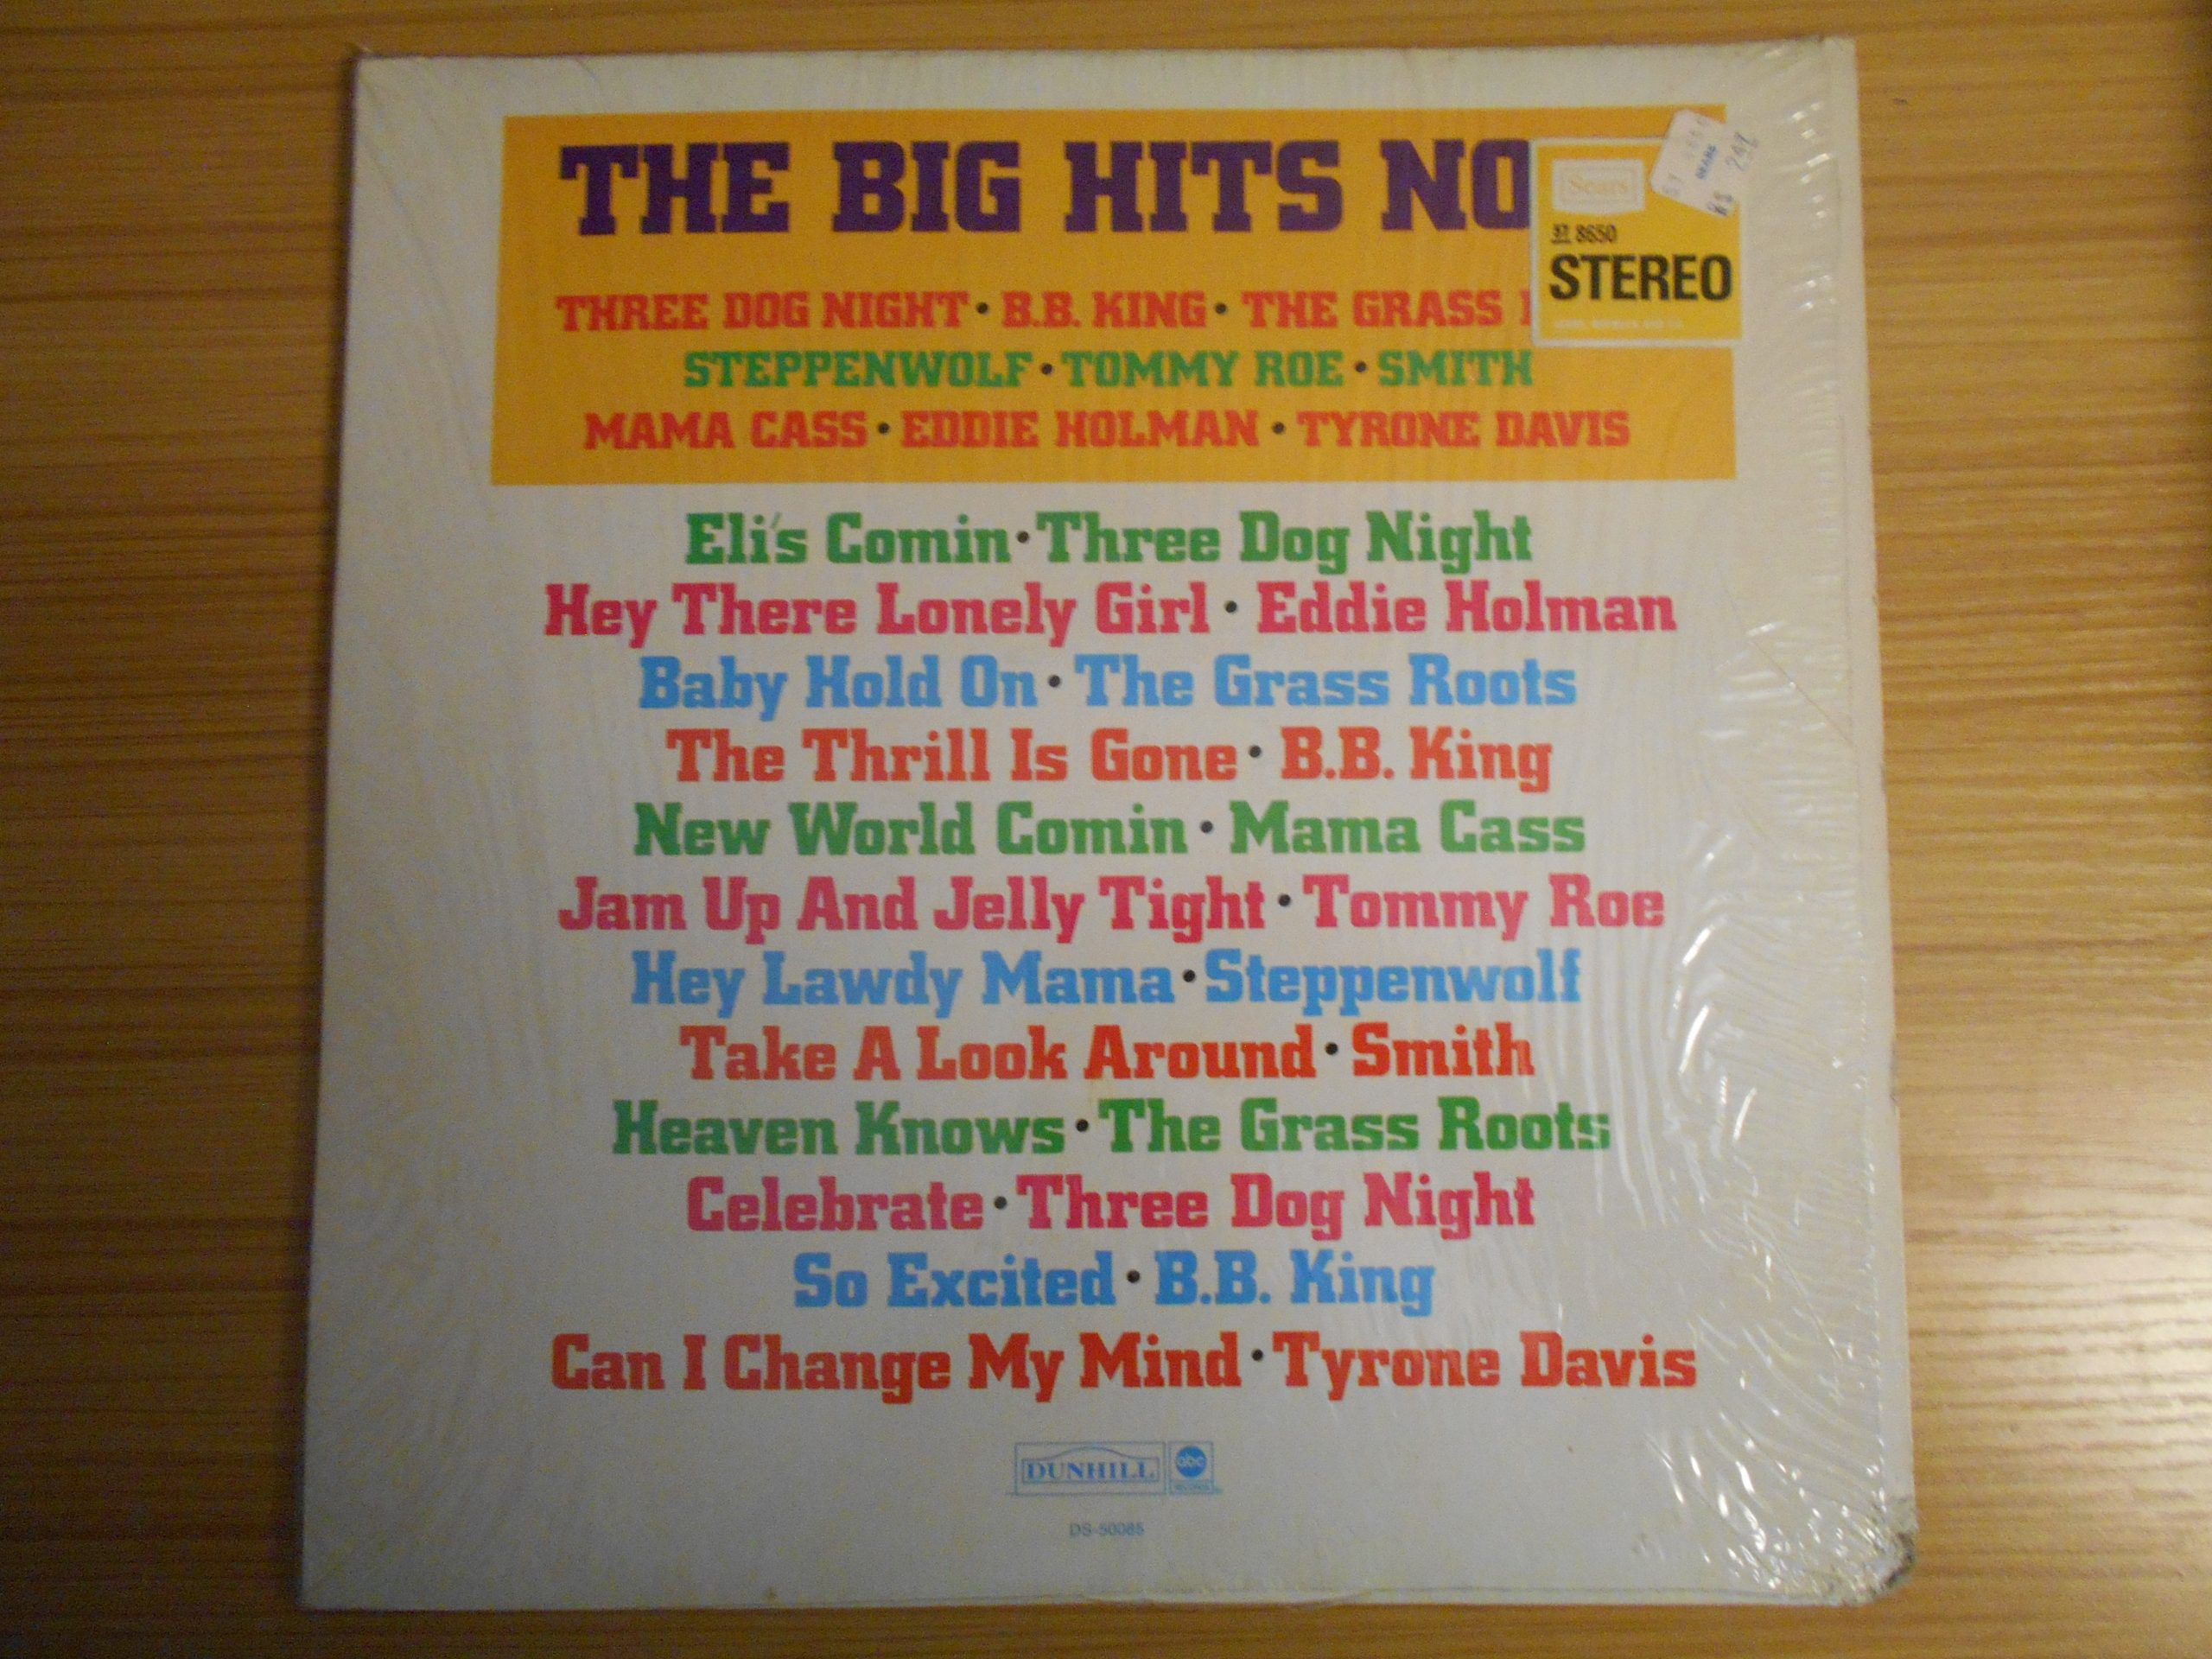 THE BIG HITS NO
Sears
57 8650
STEREO
SEARS
THREE DOG NIGHT • B.B. KING • THE GRASS
STEPPENWOLF • TOMMY ROE • SMITH
MAMA CASS • EDDIE HOLMAN • TYRONE DAVIS
Eli's Comin • Three Dog Night
Hey There Lonely Girl • Eddie Holman
Baby Hold On • The Grass Roots
The Thrill Is Gone • B.B. King
New World Comin • Mama Cass
Jam Up And Jelly Tight • Tommy Roe
Hey Lawdy Mama • Steppenwolf
Take A Look Around • Smith
Heaven Knows • The Grass Roots
Celebrate • Three Dog Night
So Excited • B.B. King
Can I Change My Mind • Tyrone Davis
DUNHILL abc
RECORDS
DS-50085